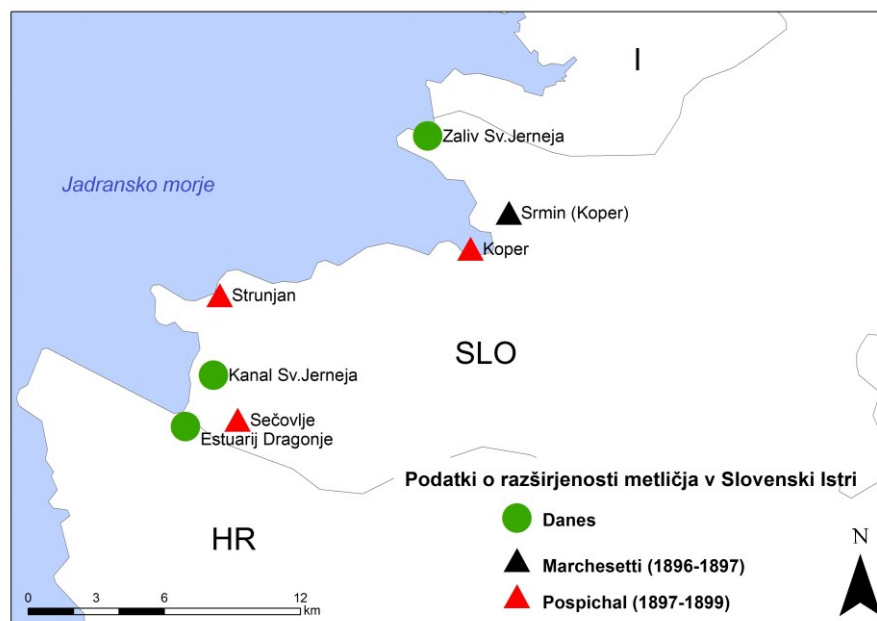 I
Zaliv Sv.Jerneja
Jadransko morje
Srmin (Koper)
Koper
Strunjan
SLO
Kanal Sv.Jerneja
Sečovlje
Estuarij Dragonje
HR
Podatki o razširjenosti metličja v Slovenski Istri
Danes
Marchesetti (1896-1897)
Pospichal (1897-1899)
N
0 3 6 12
km